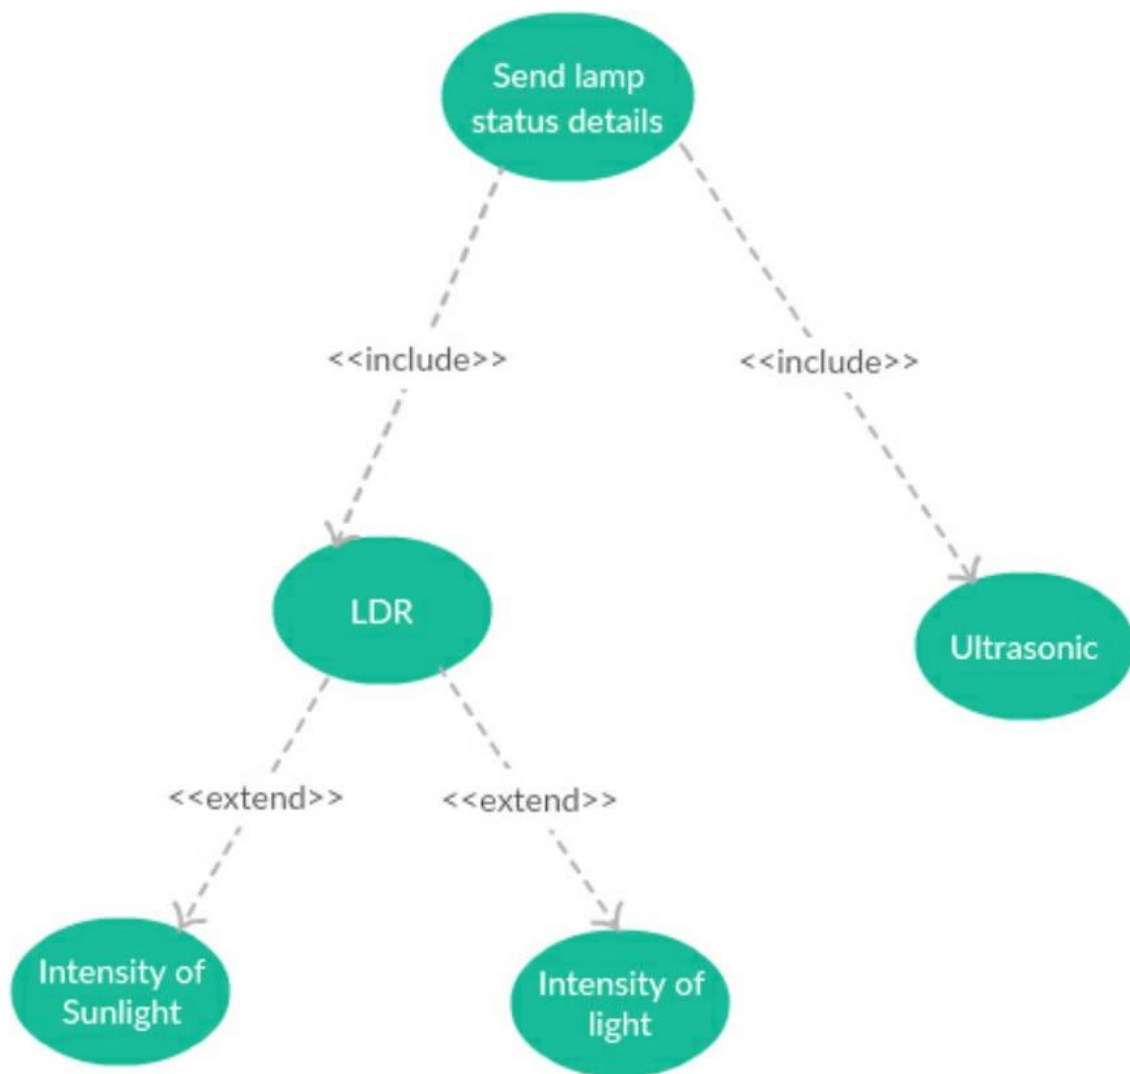 Send lamp
status details
<<include>>
<<include>>
LDR
Ultrasonic
<<extend>>
<<extend>>
Intensity of
Sunlight
Intensity of
light